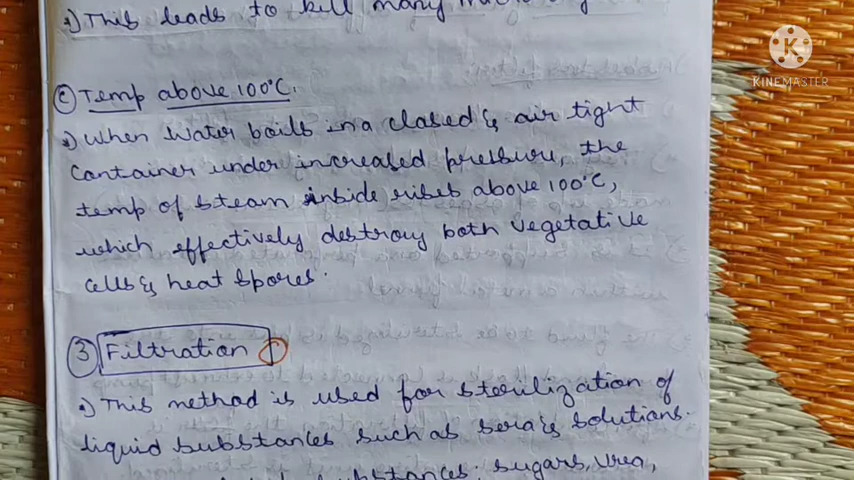 •) This leads to kill many
K
KINEMASTER
(c) Temp above 100°C.
•) When water boils in a closed & air tight
container under increased pressure, the
temp of steam inside rises above 100°C,
which effectively destroy both vegetative
cells & heat spores.
3 Filtration
•) This method is used for sterilization of
liquid substances such as sera & solutions.
substances, sugars, urea,